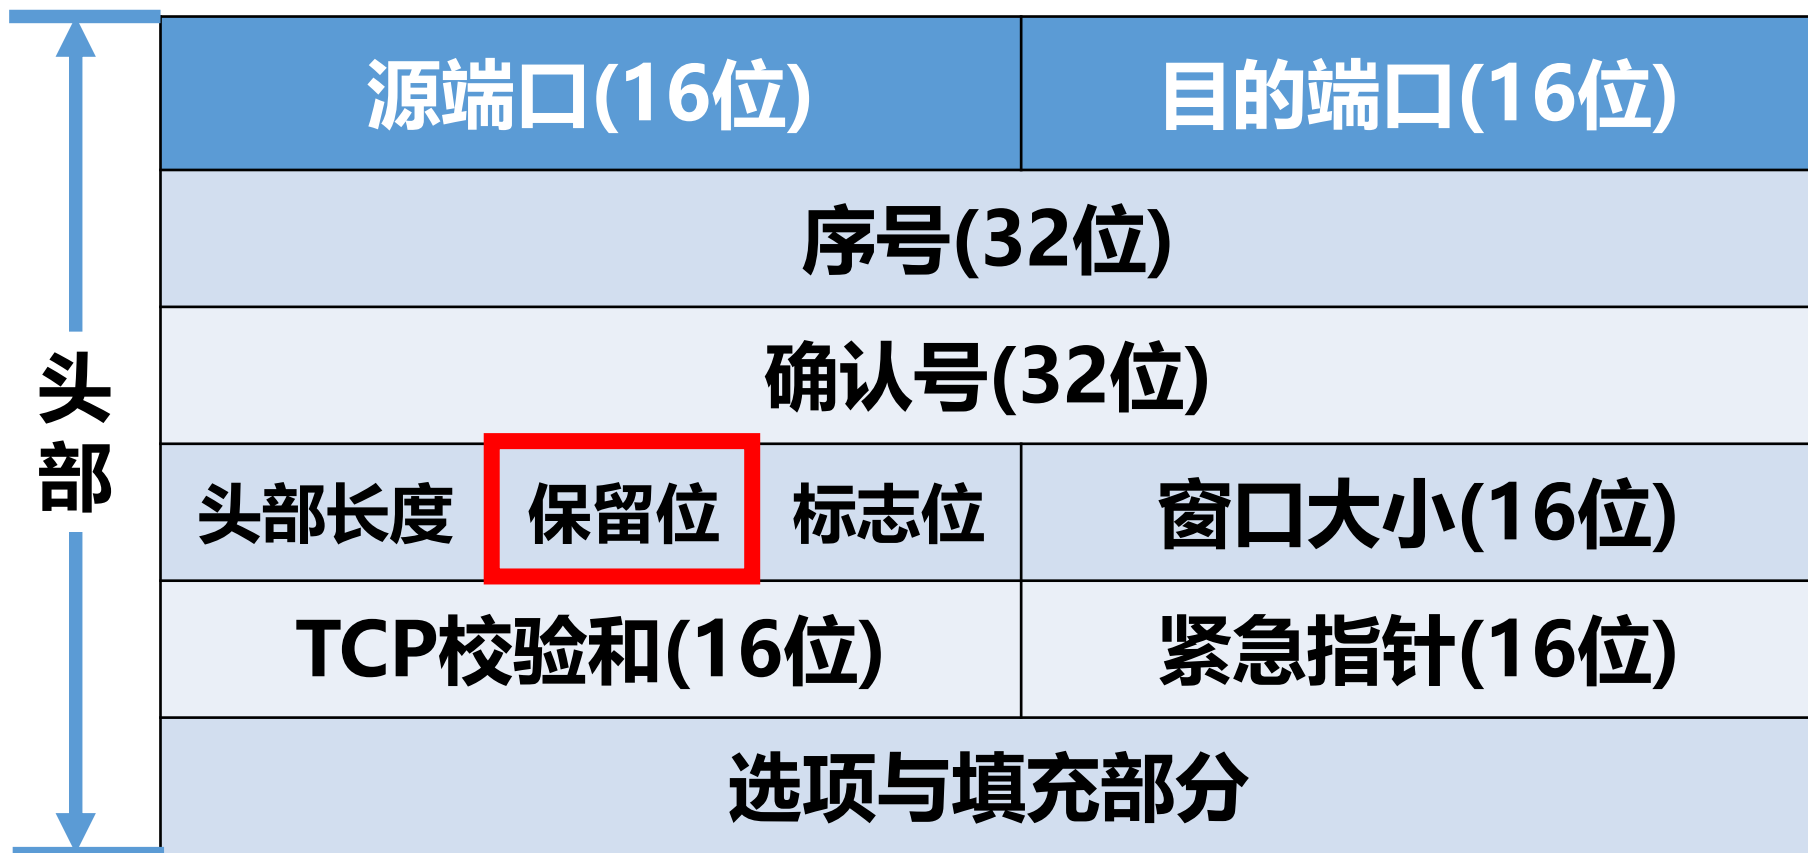 源端口(16位) 目的端口(16位)
序号(32位)
确认号(32位)
头部
头部长度 保留位 标志位 窗口大小(16位)
TCP校验和(16位) 紧急指针(16位)
选项与填充部分